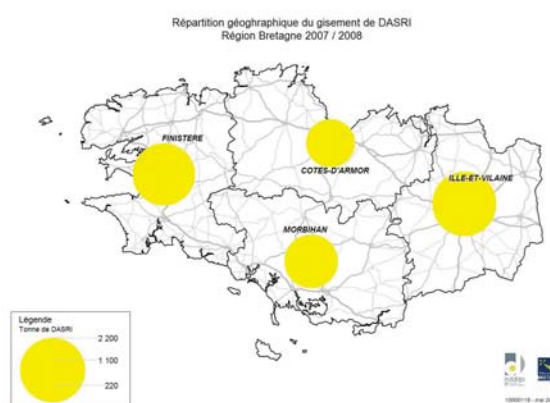 Répartition géoghraphique du gisement de DASRI
Région Bretagne 2007 / 2008
FINISTERE
COTES-D'ARMOR
ILLE-ET-VILAINE
MORBIHAN
Légende
Tonne de DASRI
2 200
1 100
220